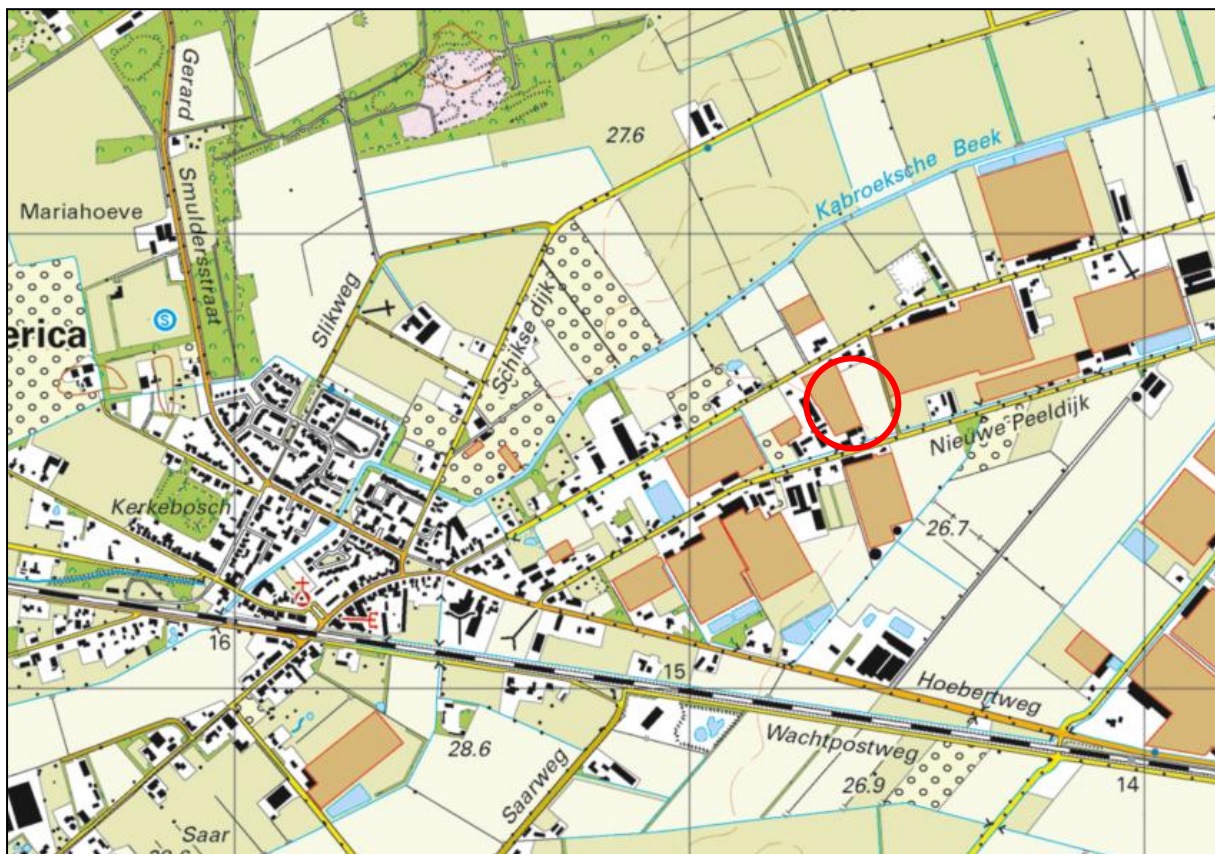 Gerard
Smuldersstraat
Mariahoeve
erica
S
27.6
Kabroeksche Beek
Slikweg
Schikse dijk
Nieuwe Peeldijk
Kerkebosch
26.7
16
15
Hoebertweg
28.6
Wachtpostweg
Saarweg
26.9
14
Saar